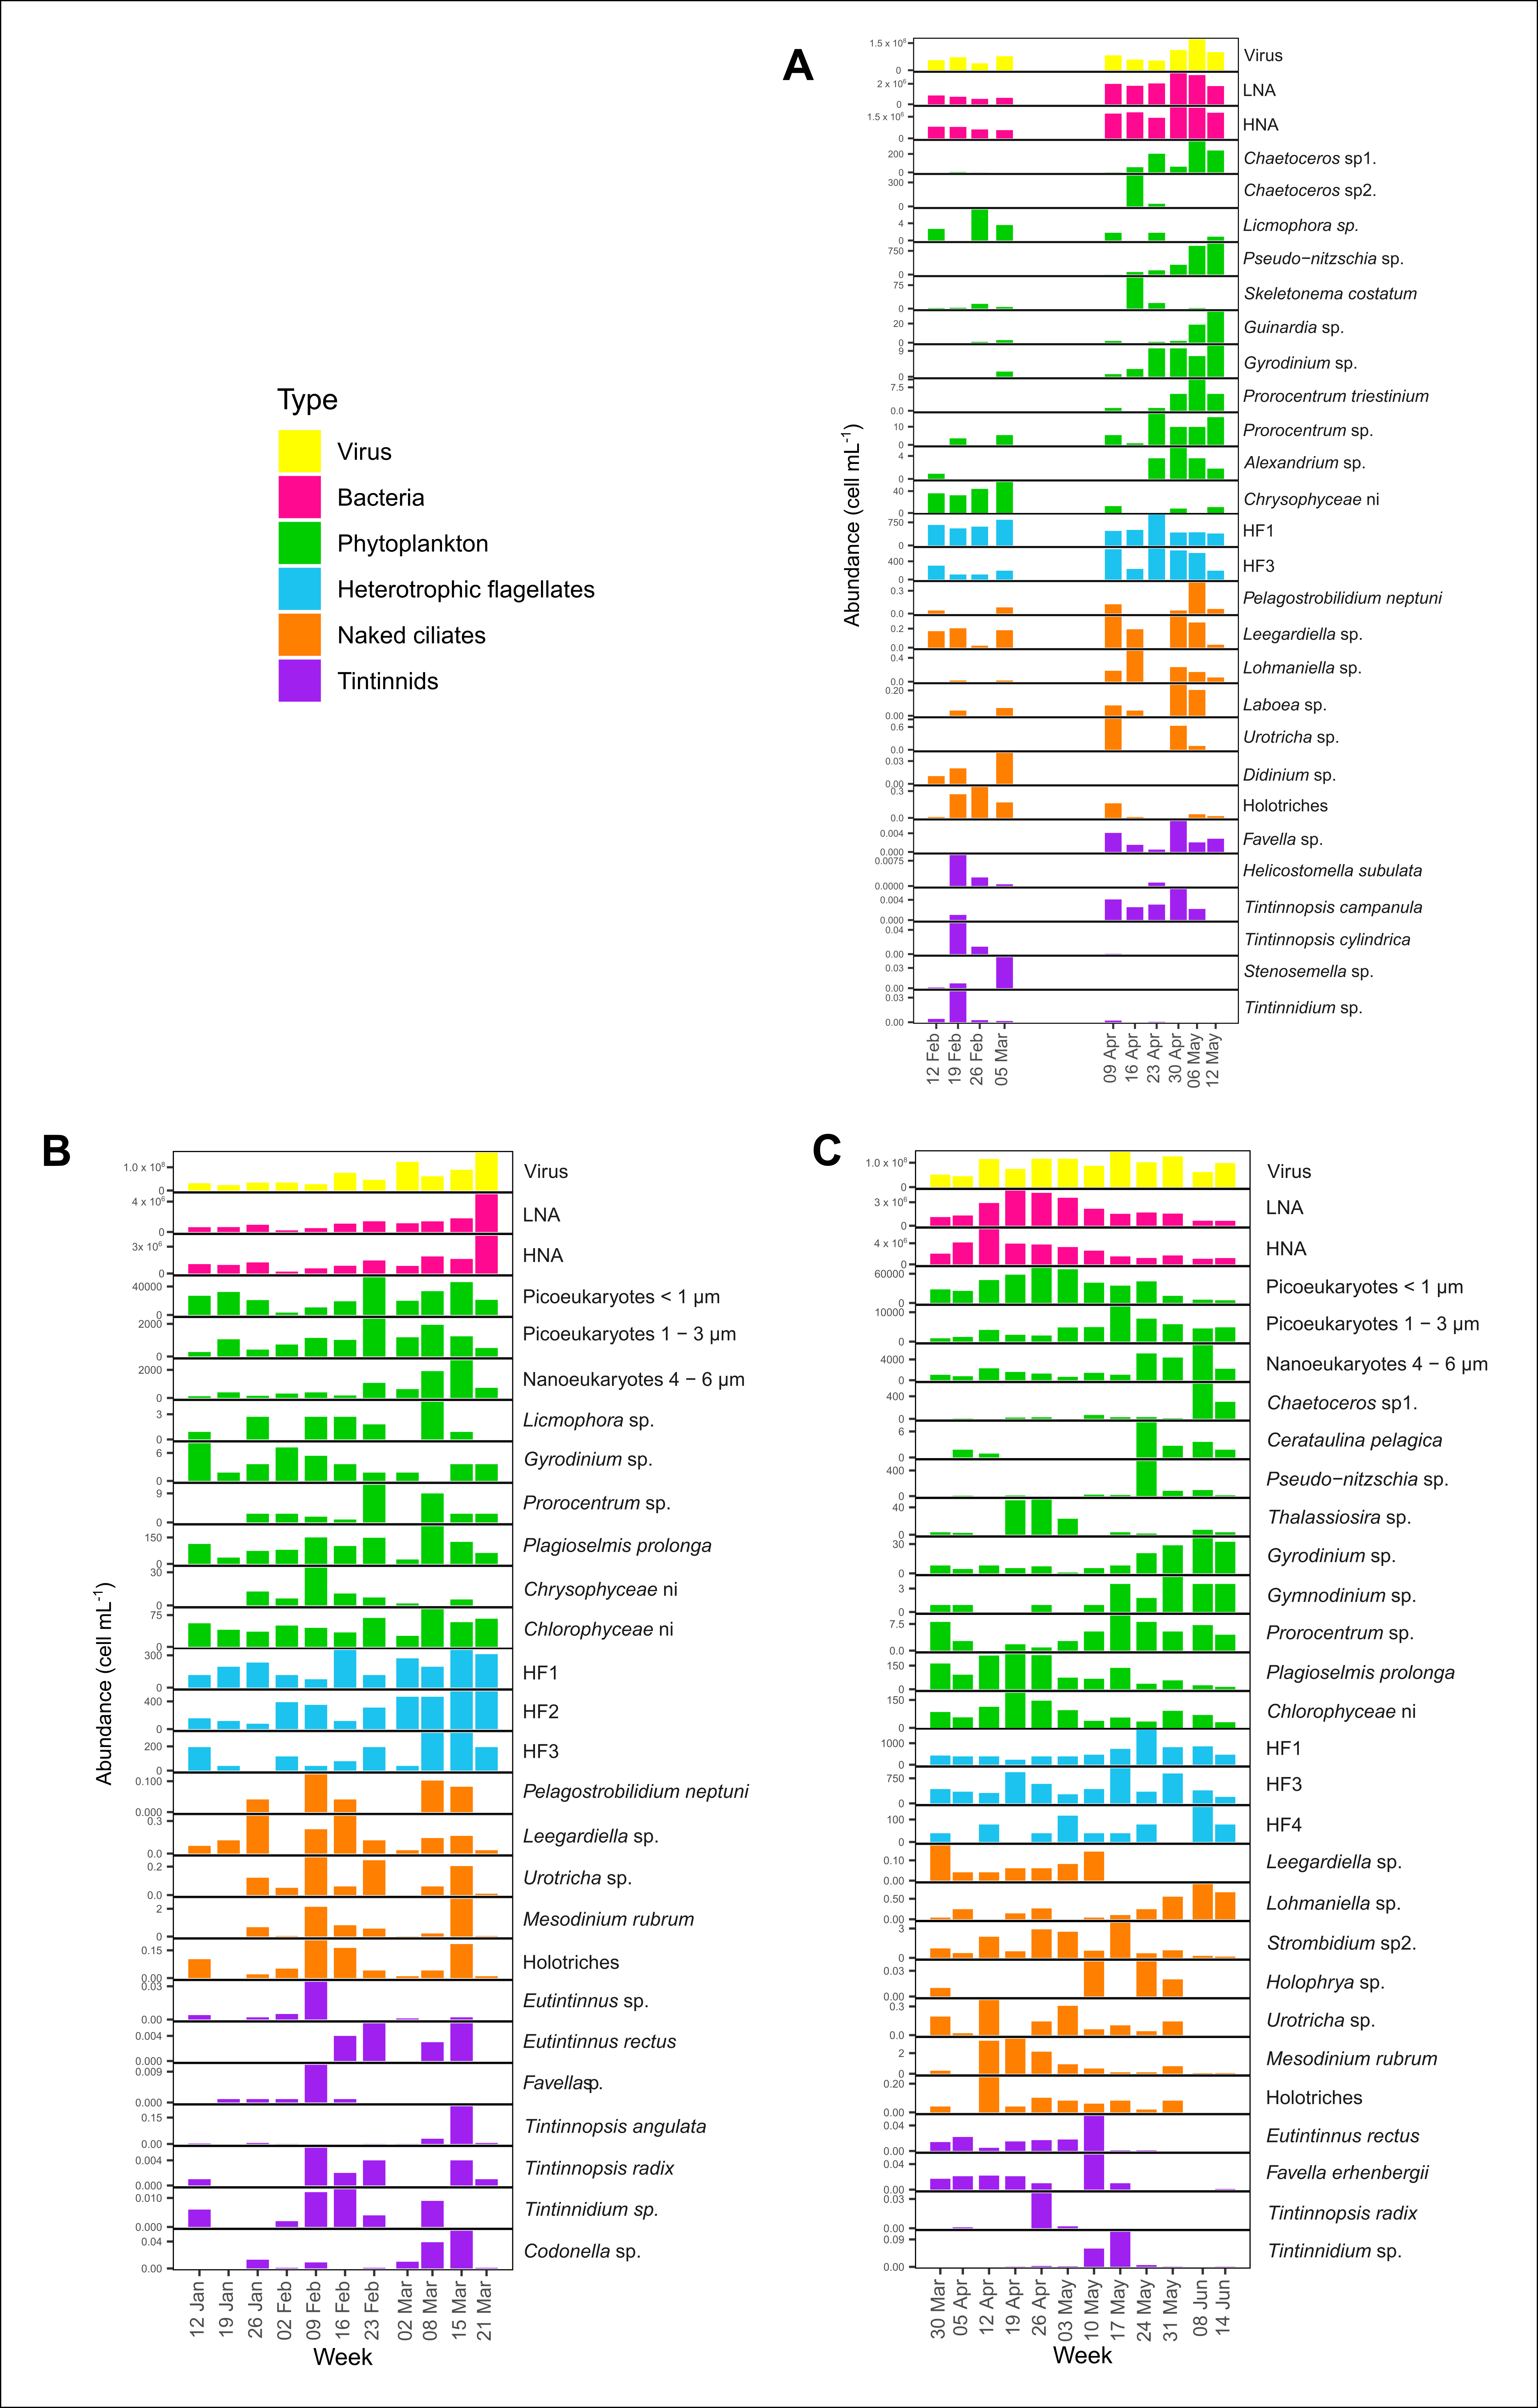 Type
Virus
Bacteria
Phytoplankton
Heterotrophic flagellates
Naked ciliates
Tintinnids
A
Abundance (cell mL⁻¹)
1.5 x 10⁸
0
Virus
2 x 10⁶
0
LNA
1.5 x 10⁶
0
HNA
200
0
Chaetoceros sp1.
300
0
Chaetoceros sp2.
4
0
Licmophora sp.
750
0
Pseudo−nitzschia sp.
75
0
Skeletonema costatum
20
0
Guinardia sp.
9
0
Gyrodinium sp.
7.5
0.0
Prorocentrum triestinium
10
0
Prorocentrum sp.
4
0
Alexandrium sp.
40
0
Chrysophyceae ni
750
0
HF1
400
0
HF3
0.3
0.0
Pelagostrobilidium neptuni
0.2
0.0
Leegardiella sp.
0.4
0.0
Lohmaniella sp.
0.20
0.00
Laboea sp.
0.6
0.0
Urotricha sp.
0.03
0.00
Didinium sp.
0.3
0.0
Holotriches
0.004
0.000
Favella sp.
0.0075
0.0000
Helicostomella subulata
0.004
0.000
Tintinnopsis campanula
0.04
0.00
Tintinnopsis cylindrica
0.03
0.00
Stenosemella sp.
0.03
0.00
Tintinnidium sp.
12 Feb
19 Feb
26 Feb
05 Mar
09 Apr
16 Apr
23 Apr
30 Apr
06 May
12 May
B
Abundance (cell mL⁻¹)
1.0 x 10⁸
0
Virus
4 x 10⁶
0
LNA
3x 10⁶
0
HNA
40000
0
Picoeukaryotes < 1 µm
2000
0
Picoeukaryotes 1 − 3 µm
2000
0
Nanoeukaryotes 4 − 6 µm
3
0
Licmophora sp.
6
0
Gyrodinium sp.
9
0
Prorocentrum sp.
150
0
Plagioselmis prolonga
30
0
Chrysophyceae ni
75
0
Chlorophyceae ni
300
0
HF1
400
0
HF2
200
0
HF3
0.100
0.000
Pelagostrobilidium neptuni
0.3
0.0
Leegardiella sp.
0.2
0.0
Urotricha sp.
2
0
Mesodinium rubrum
0.15
0.00
Holotriches
0.03
0.00
Eutintinnus sp.
0.004
0.000
Eutintinnus rectus
0.009
0.000
Favellasp.
0.15
0.00
Tintinnopsis angulata
0.004
0.000
Tintinnopsis radix
0.010
0.000
Tintinnidium sp.
0.04
0.00
Codonella sp.
12 Jan
19 Jan
26 Jan
02 Feb
09 Feb
16 Feb
23 Feb
02 Mar
08 Mar
15 Mar
21 Mar
Week
C
1.0 x 10⁸
0
Virus
3 x 10⁶
0
LNA
4 x 10⁶
0
HNA
60000
0
Picoeukaryotes < 1 µm
10000
0
Picoeukaryotes 1 − 3 µm
4000
0
Nanoeukaryotes 4 − 6 µm
400
0
Chaetoceros sp1.
6
0
Cerataulina pelagica
400
0
Pseudo−nitzschia sp.
40
0
Thalassiosira sp.
30
0
Gyrodinium sp.
3
0
Gymnodinium sp.
7.5
0.0
Prorocentrum sp.
150
0
Plagioselmis prolonga
150
0
Chlorophyceae ni
1000
0
HF1
750
0
HF3
100
0
HF4
0.10
0.00
Leegardiella sp.
0.50
0.00
Lohmaniella sp.
3
0
Strombidium sp2.
0.03
0.00
Holophrya sp.
0.3
0.0
Urotricha sp.
2
0
Mesodinium rubrum
0.20
0.00
Holotriches
0.04
0.00
Eutintinnus rectus
0.04
0.00
Favella erhenbergii
0.03
0.00
Tintinnopsis radix
0.09
0.00
Tintinnidium sp.
30 Mar
05 Apr
12 Apr
19 Apr
26 Apr
03 May
10 May
17 May
24 May
31 May
08 Jun
14 Jun
Week